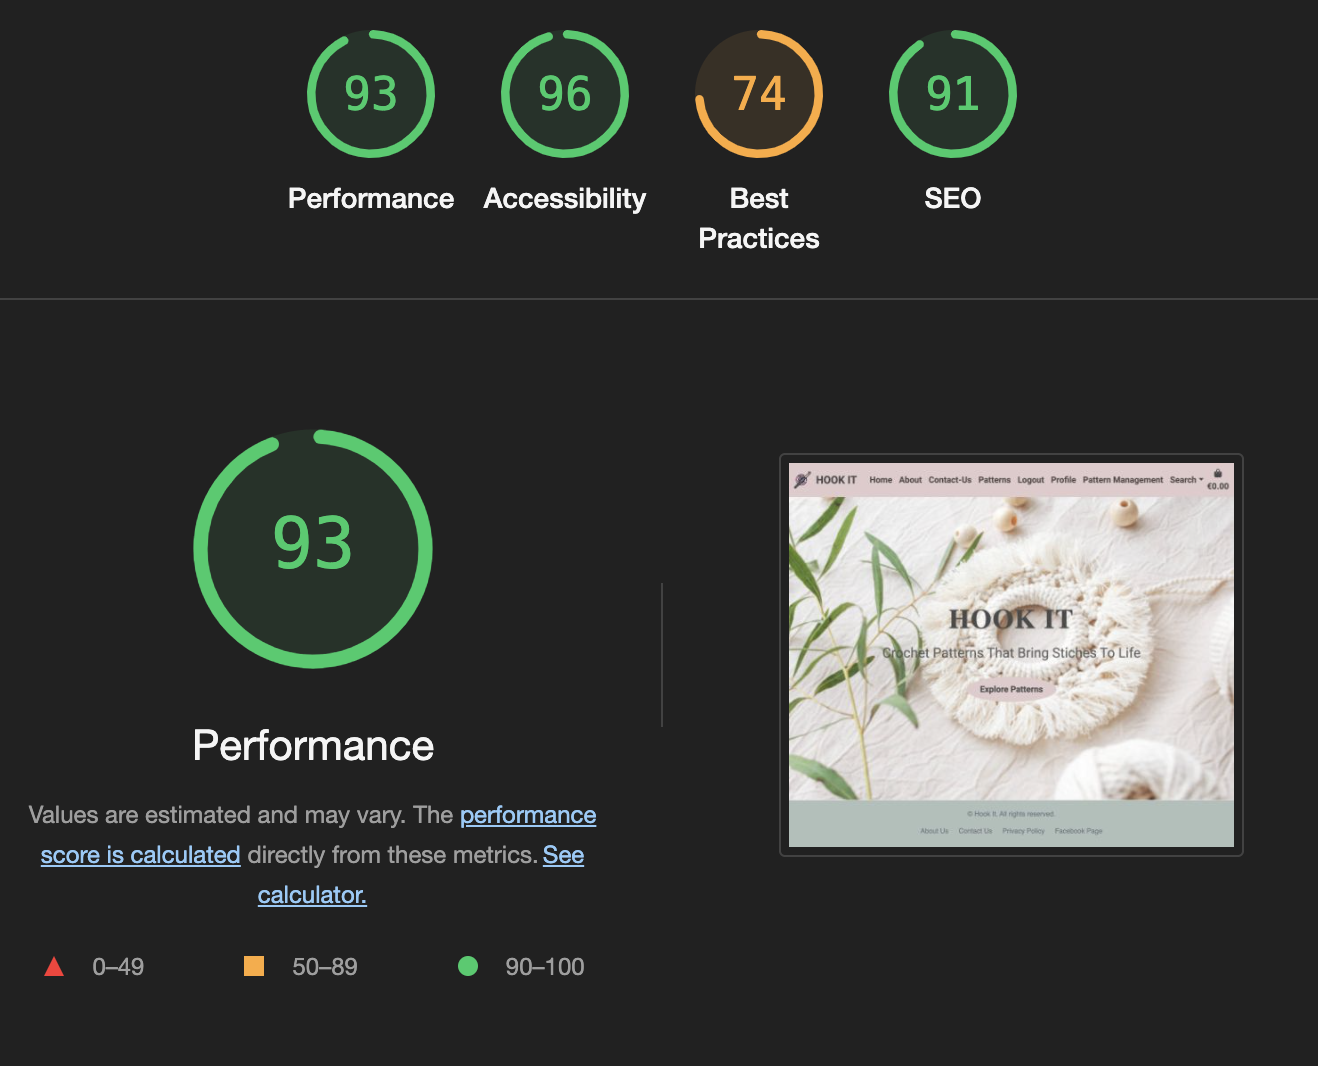 93
96
74
91
Performance
Accessibility
Best
Practices
SEO
93
Performance
Values are estimated and may vary. The performance
score is calculated directly from these metrics. See
calculator.
0–49
50–89
90–100
HOOK IT
Home About Contact-Us Patterns Logout Profile Pattern Management Search
€0.00
HOOK IT
Crochet Patterns That Bring Stiches To Life
Explore Patterns
© Hook It. All rights reserved.
About Us Contact Us Privacy Policy Facebook Page